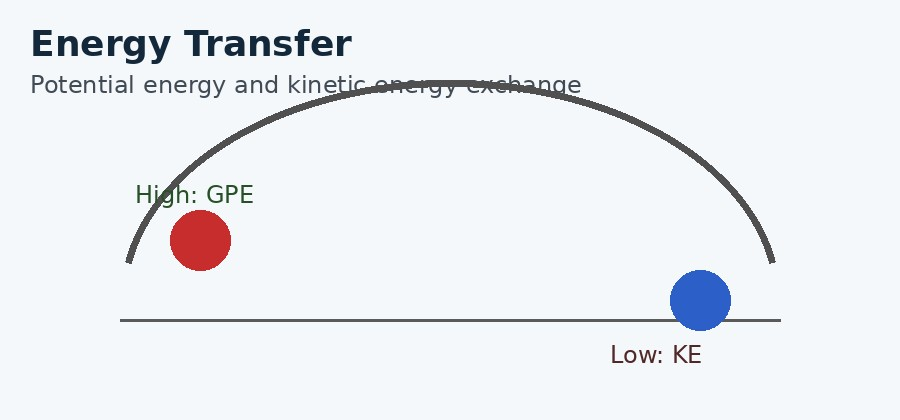 Energy Transfer
Potential energy and kinetic energy exchange
High: GPE
Low: KE